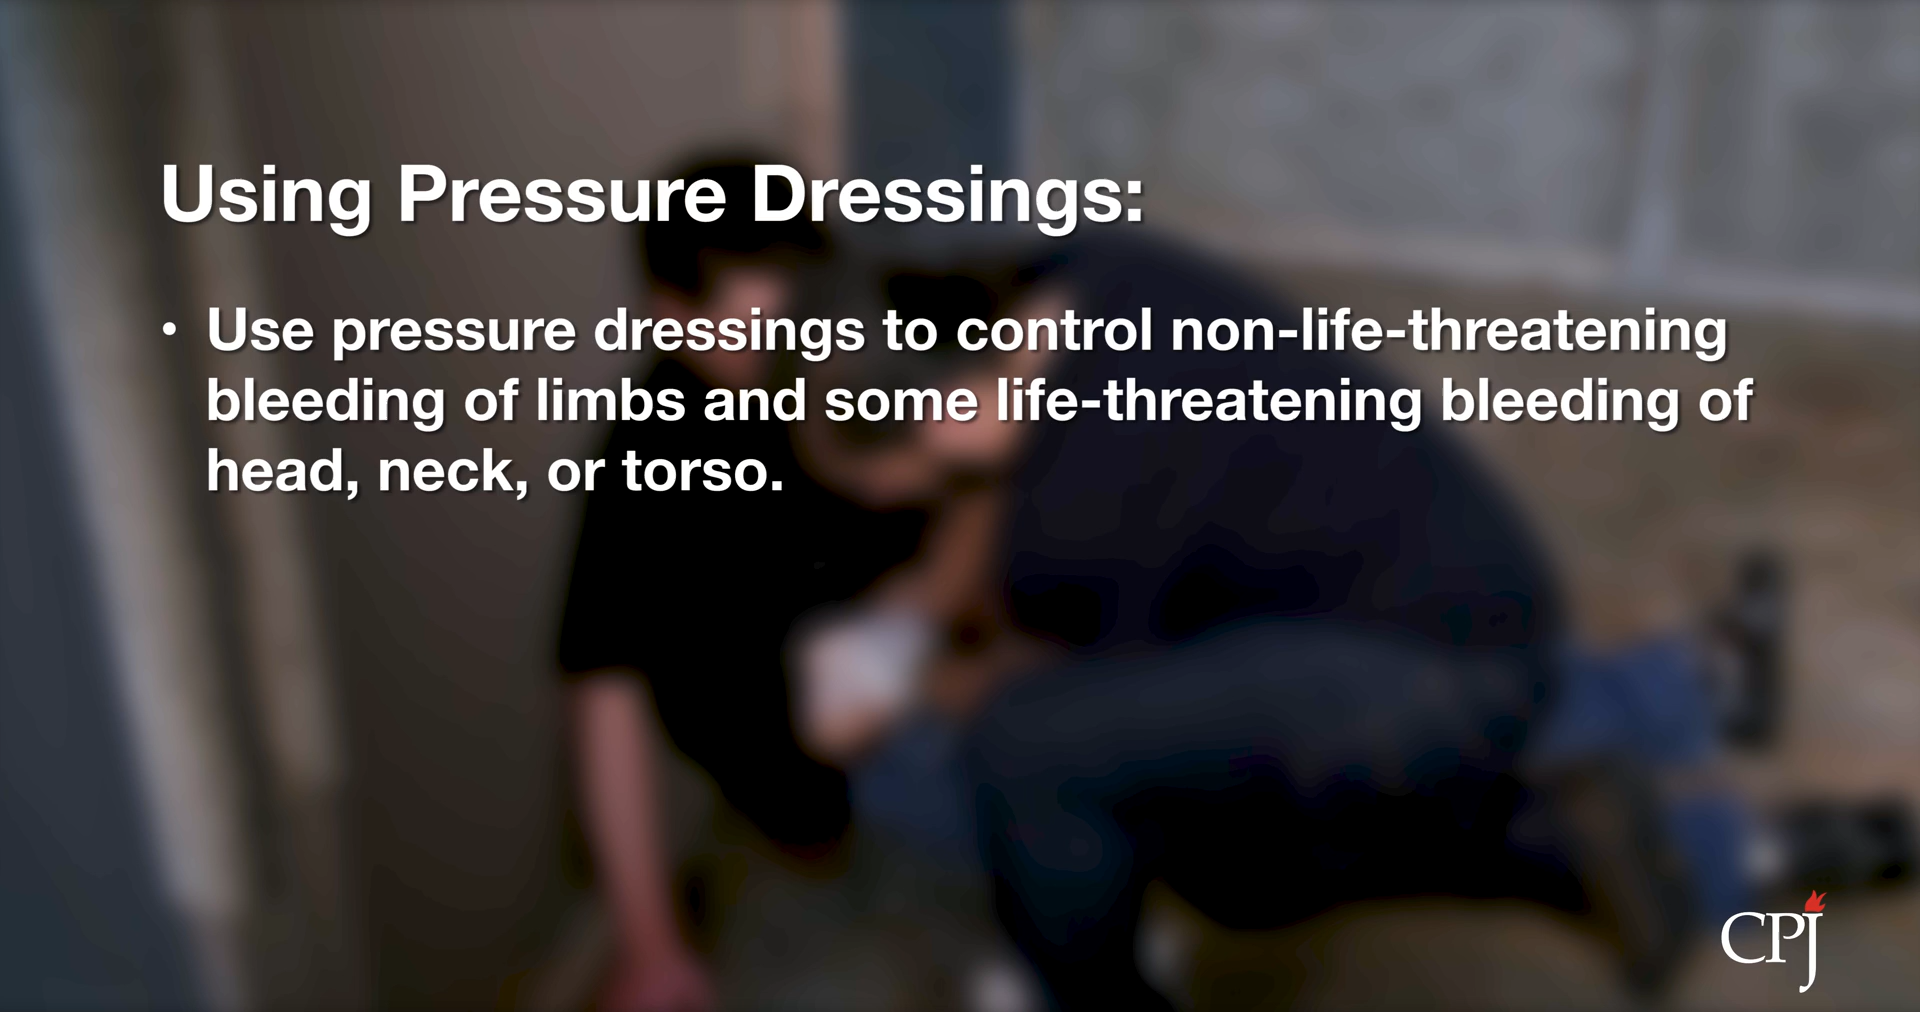 Using Pressure Dressings:
• Use pressure dressings to control non-life-threatening
bleeding of limbs and some life-threatening bleeding of
head, neck, or torso.
CPJ